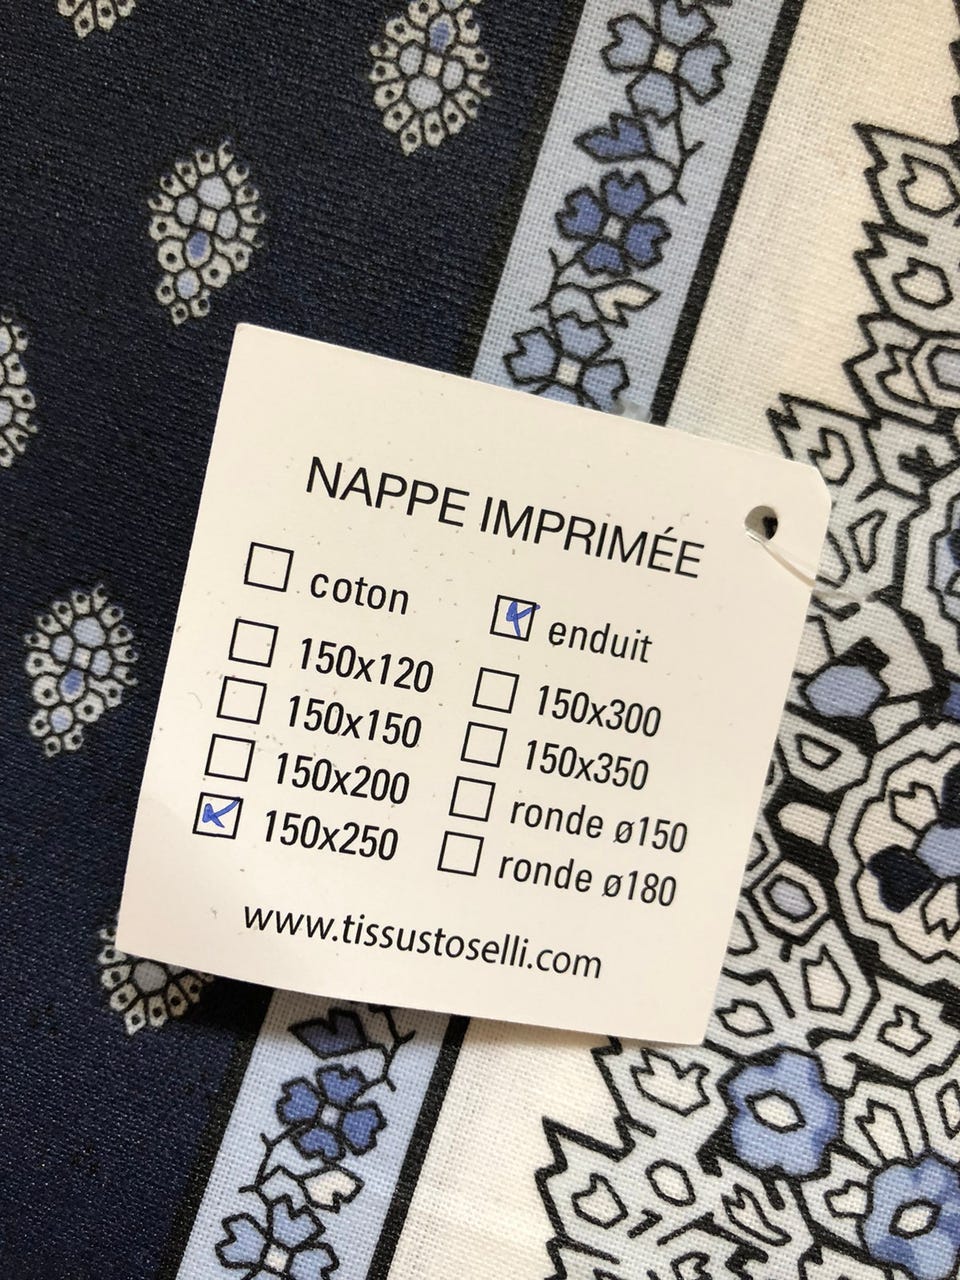 NAPPE IMPRIMÉE
coton enduit
150x120 150x300
150x150 150x350
150x200 ronde ø150
150x250 ronde ø180
www.tissustoselli.com